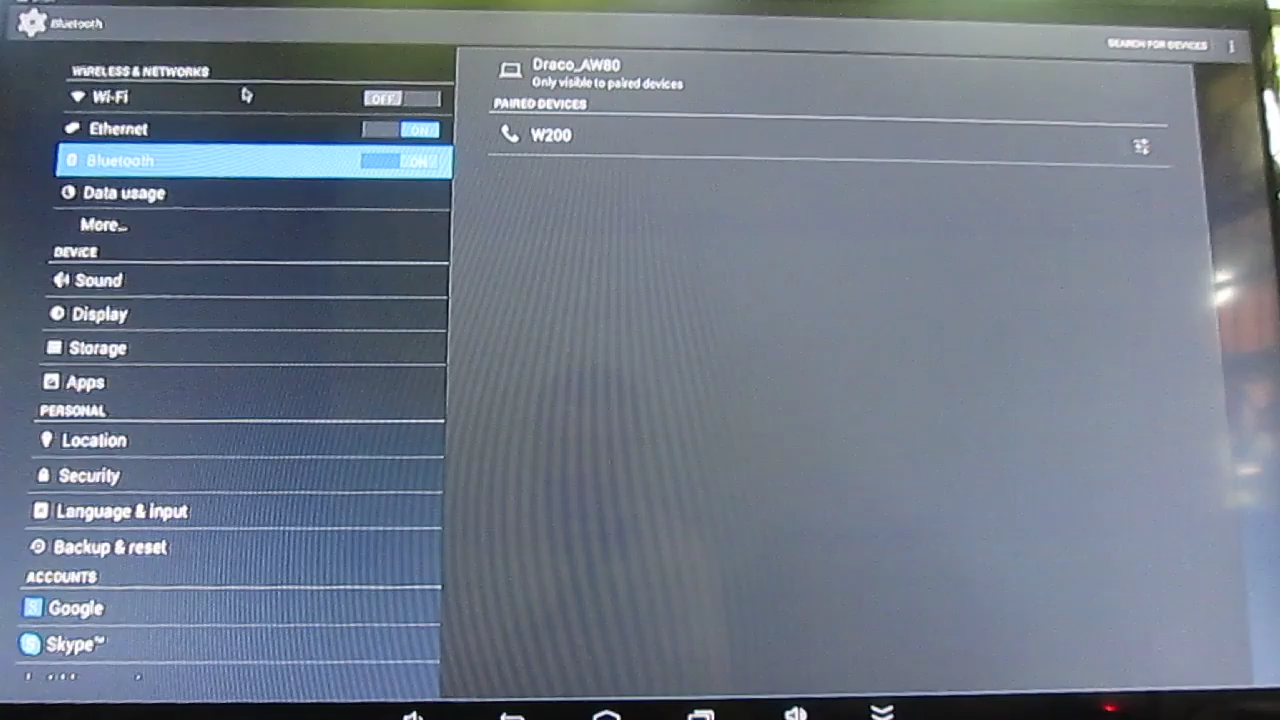 Bluetooth
SEARCH FOR DEVICES
WIRELESS & NETWORKS
Wi-Fi OFF
Ethernet ON
Bluetooth ON
Data usage
More...
DEVICE
Sound
Display
Storage
Apps
PERSONAL
Location
Security
Language & input
Backup & reset
ACCOUNTS
Google
Skype™
Draco_AW80
Only visible to paired devices
PAIRED DEVICES
W200